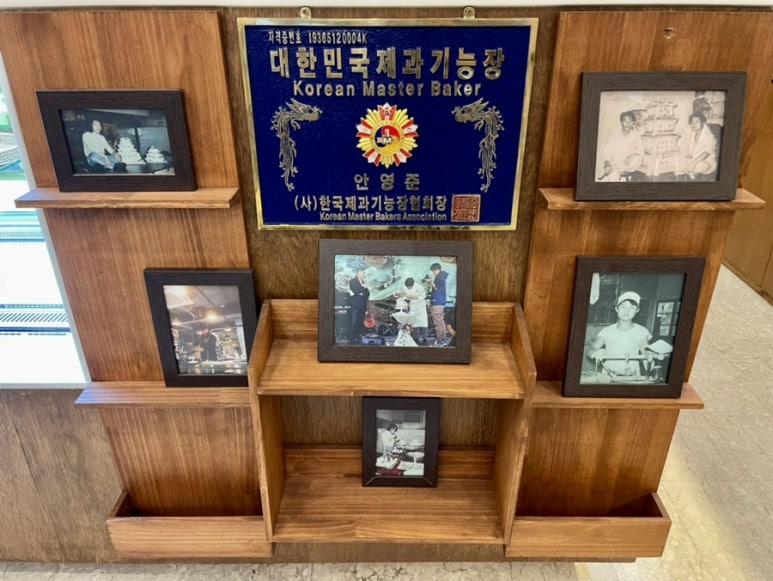 자격증번호 19365120004K
대한민국제과기능장
Korean Master Baker
안영준
(사)한국제과기능장협회장
Korean Master Bakers Association